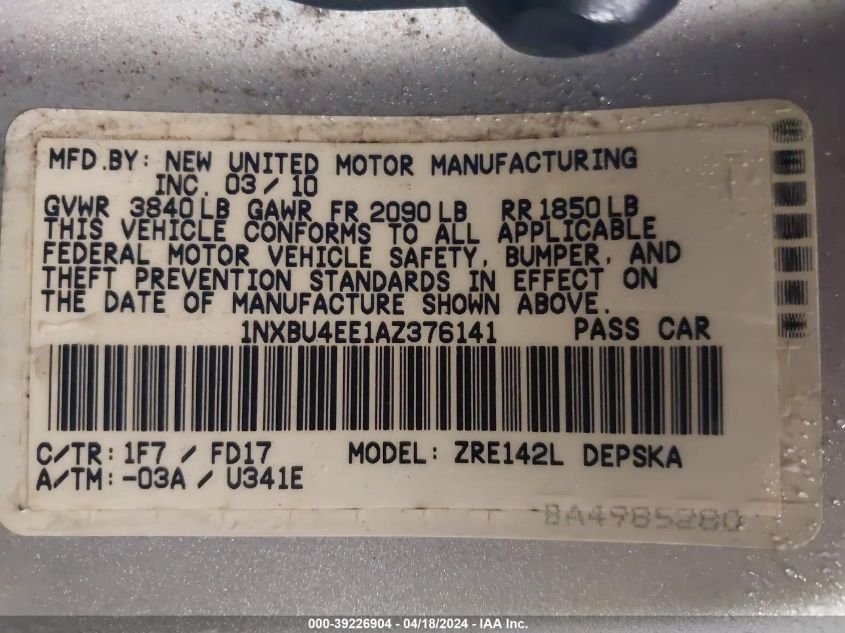 MFD.BY: NEW UNITED MOTOR MANUFACTURING
INC. 03/10
GVWR 3840LB GAWR FR 2090LB RR1850LB
THIS VEHICLE CONFORMS TO ALL APPLICABLE
FEDERAL MOTOR VEHICLE SAFETY, BUMPER, AND
THEFT PREVENTION STANDARDS IN EFFECT ON
THE DATE OF MANUFACTURE SHOWN ABOVE.
1NXBU4EE1AZ376141 PASS CAR
C/TR: 1F7 / FD17 MODEL: ZRE142L DEPSKA
A/TM: -03A / U341E
BA4985280
000-39226904 - 04/18/2024 - IAA Inc.